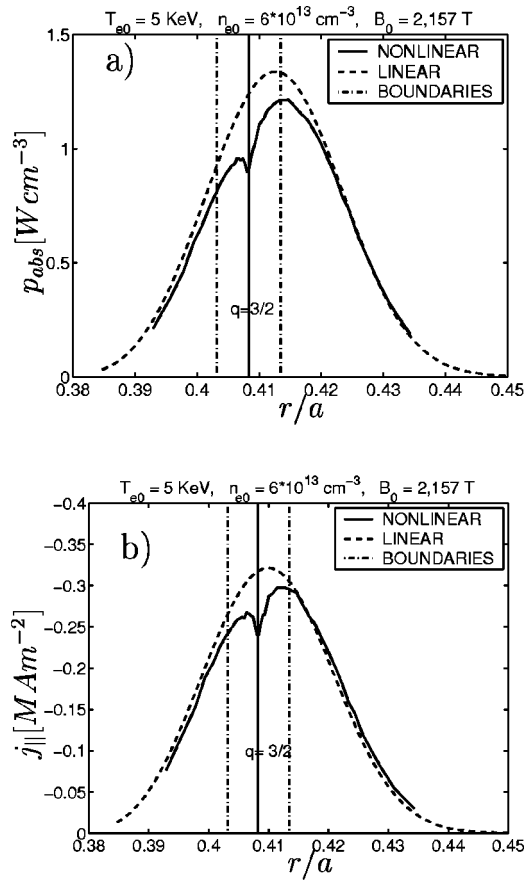 T_e0 = 5 KeV, n_e0 = 6*10^13 cm^-3, B_0 = 2,157 T
a)
NONLINEAR
LINEAR
BOUNDARIES
1.5
1
0.5
0
p_abs[Wcm^-3]
q=3/2
0.38 0.39 0.4 0.41 0.42 0.43 0.44 0.45
r/a
T_e0 = 5 KeV, n_e0 = 6*10^13 cm^-3, B_0 = 2,157 T
b)
NONLINEAR
LINEAR
BOUNDARIES
-0.4
-0.35
-0.3
-0.25
-0.2
-0.15
-0.1
-0.05
0
j_||[MAm^-2]
q= 3/2
0.38 0.39 0.4 0.41 0.42 0.43 0.44 0.45
r/a